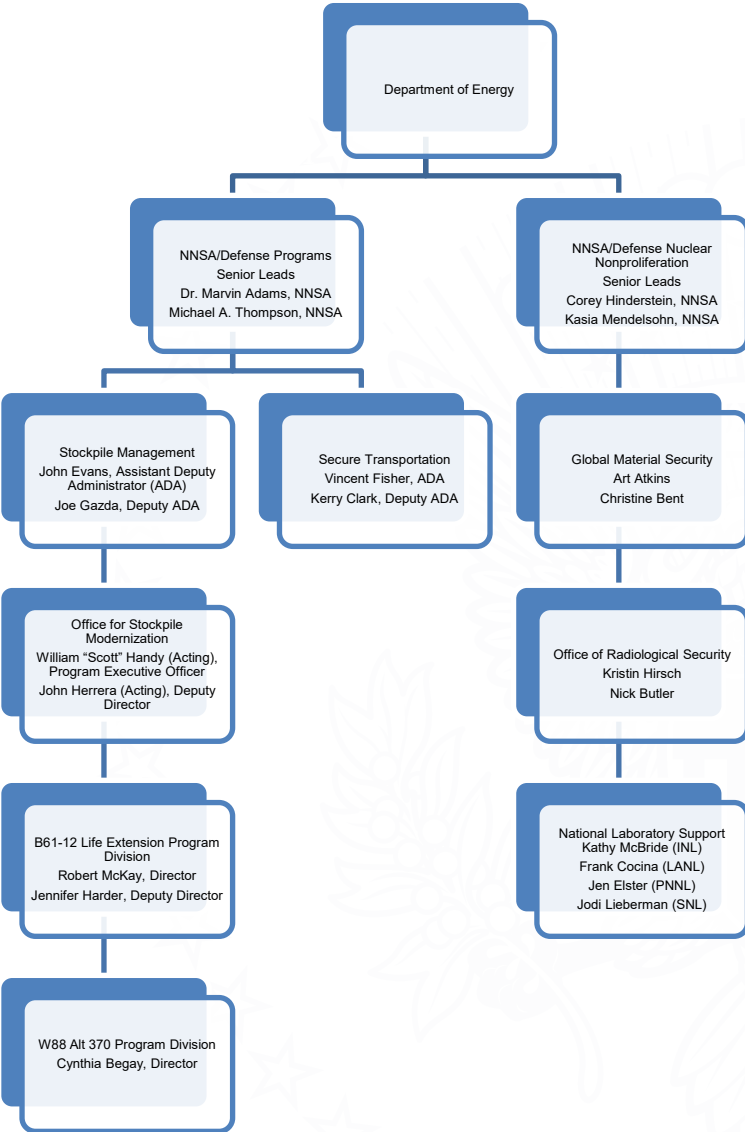 Department of Energy
NNSA/Defense Programs
Senior Leads
Dr. Marvin Adams, NNSA
Michael A. Thompson, NNSA
NNSA/Defense Nuclear
Nonproliferation
Senior Leads
Corey Hinderstein, NNSA
Kasia Mendelsohn, NNSA
Stockpile Management
John Evans, Assistant Deputy
Administrator (ADA)
Joe Gazda, Deputy ADA
Secure Transportation
Vincent Fisher, ADA
Kerry Clark, Deputy ADA
Global Material Security
Art Atkins
Christine Bent
Office for Stockpile
Modernization
William “Scott” Handy (Acting),
Program Executive Officer
John Herrera (Acting), Deputy
Director
Office of Radiological Security
Kristin Hirsch
Nick Butler
B61-12 Life Extension Program
Division
Robert McKay, Director
Jennifer Harder, Deputy Director
National Laboratory Support
Kathy McBride (INL)
Frank Cocina (LANL)
Jen Elster (PNNL)
Jodi Lieberman (SNL)
W88 Alt 370 Program Division
Cynthia Begay, Director